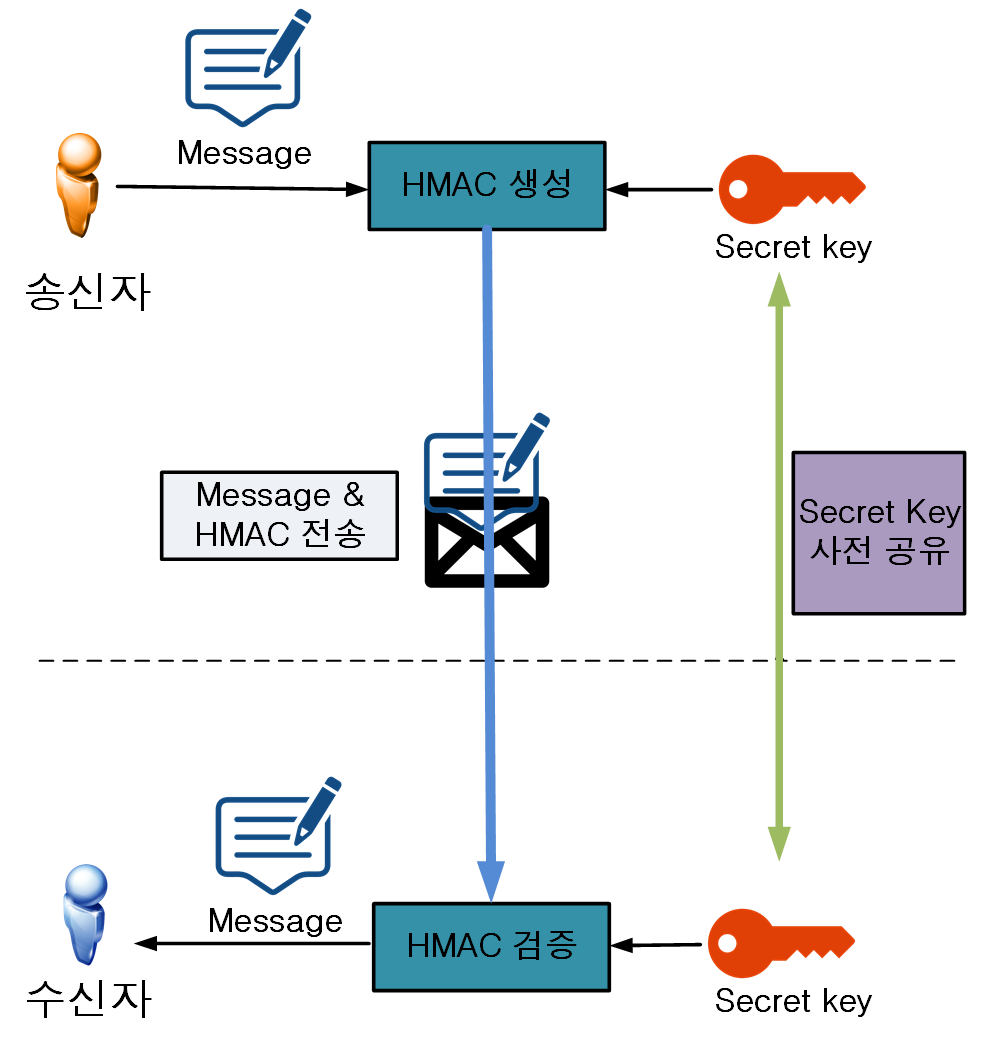 Message
HMAC 생성
Secret key
송신자
Message &
HMAC 전송
Secret Key
사전 공유
Message
HMAC 검증
Secret key
수신자